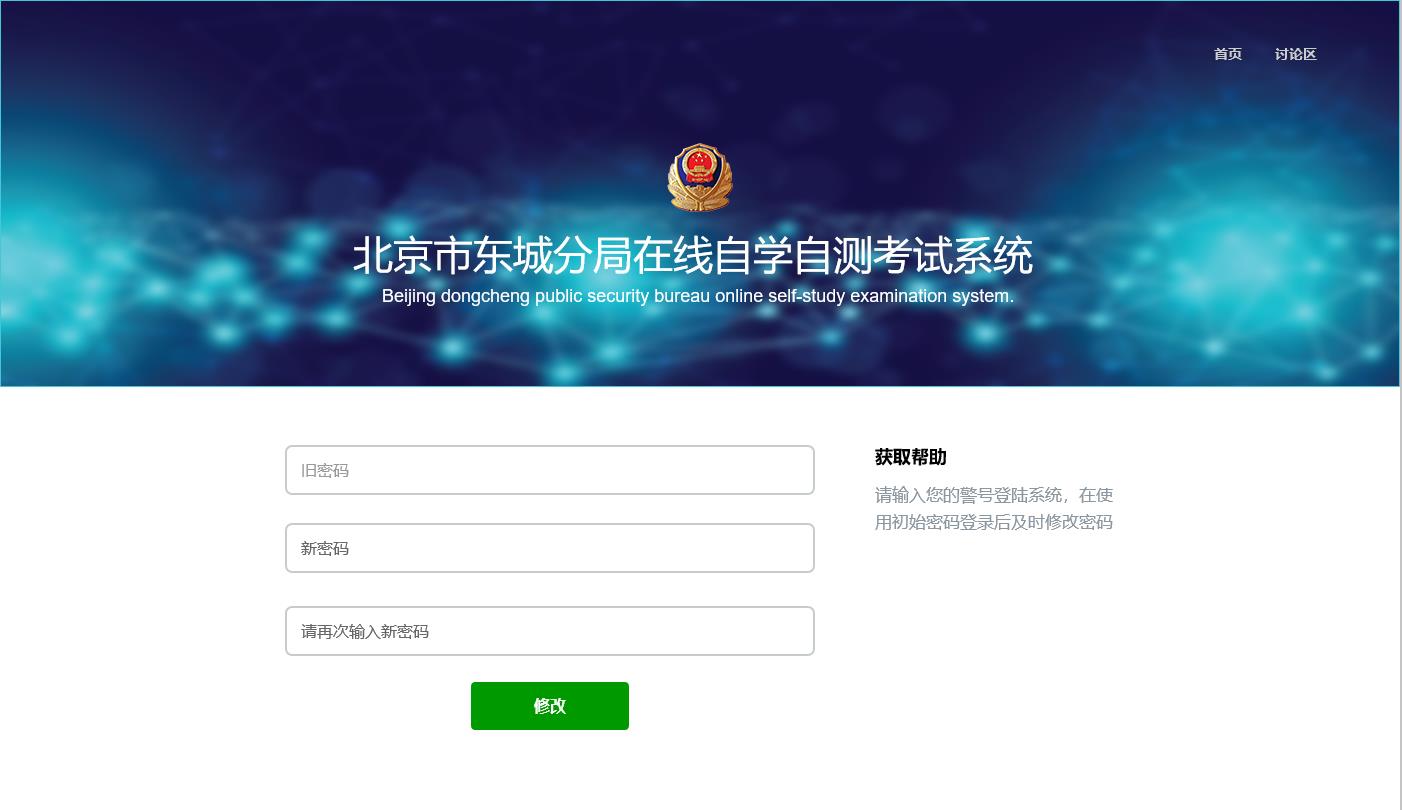 首页
讨论区
北京市东城分局在线自学自测考试系统
Beijing dongcheng public security bureau online self-study examination system.
旧密码
新密码
请再次输入新密码
修改
获取帮助
请输入您的警号登陆系统，在使
用初始密码登录后及时修改密码